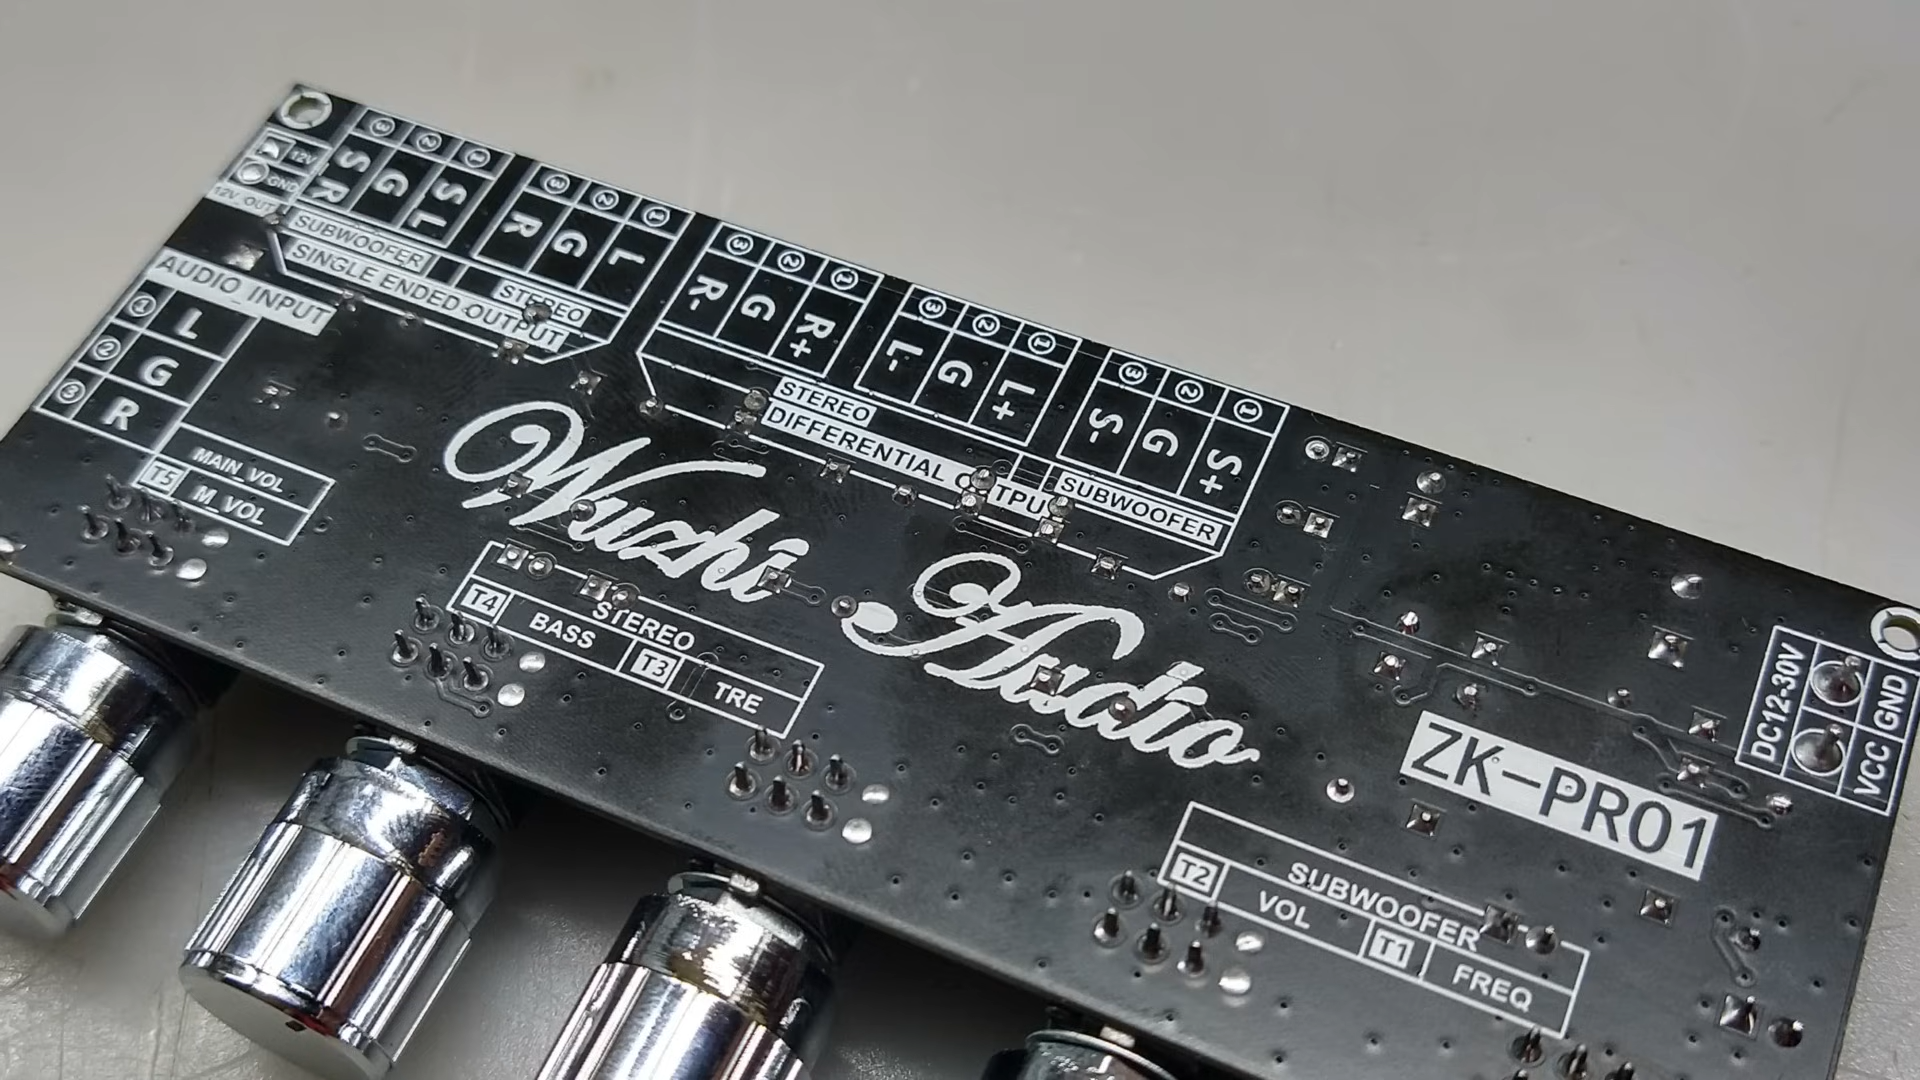 12V
GND
12V_OUT
③ ② ①
SR G SL
SUBWOOFER
③ ② ①
R G L
STEREO
SINGLE ENDED OUTPUT
AUDIO_INPUT
① L
② G
③ R
③ ② ①
R- G R+
③ ② ①
L- G L+
STEREO
③ ② ①
S- G S+
SUBWOOFER
DIFFERENTIAL OUTPUT
MAIN_VOL
T5 M_VOL
Wuzhi Audio
STEREO
T4 BASS T3 TRE
ZK-PR01
DC12-30V
GND
VCC
SUBWOOFER
T2 VOL T1 FREQ